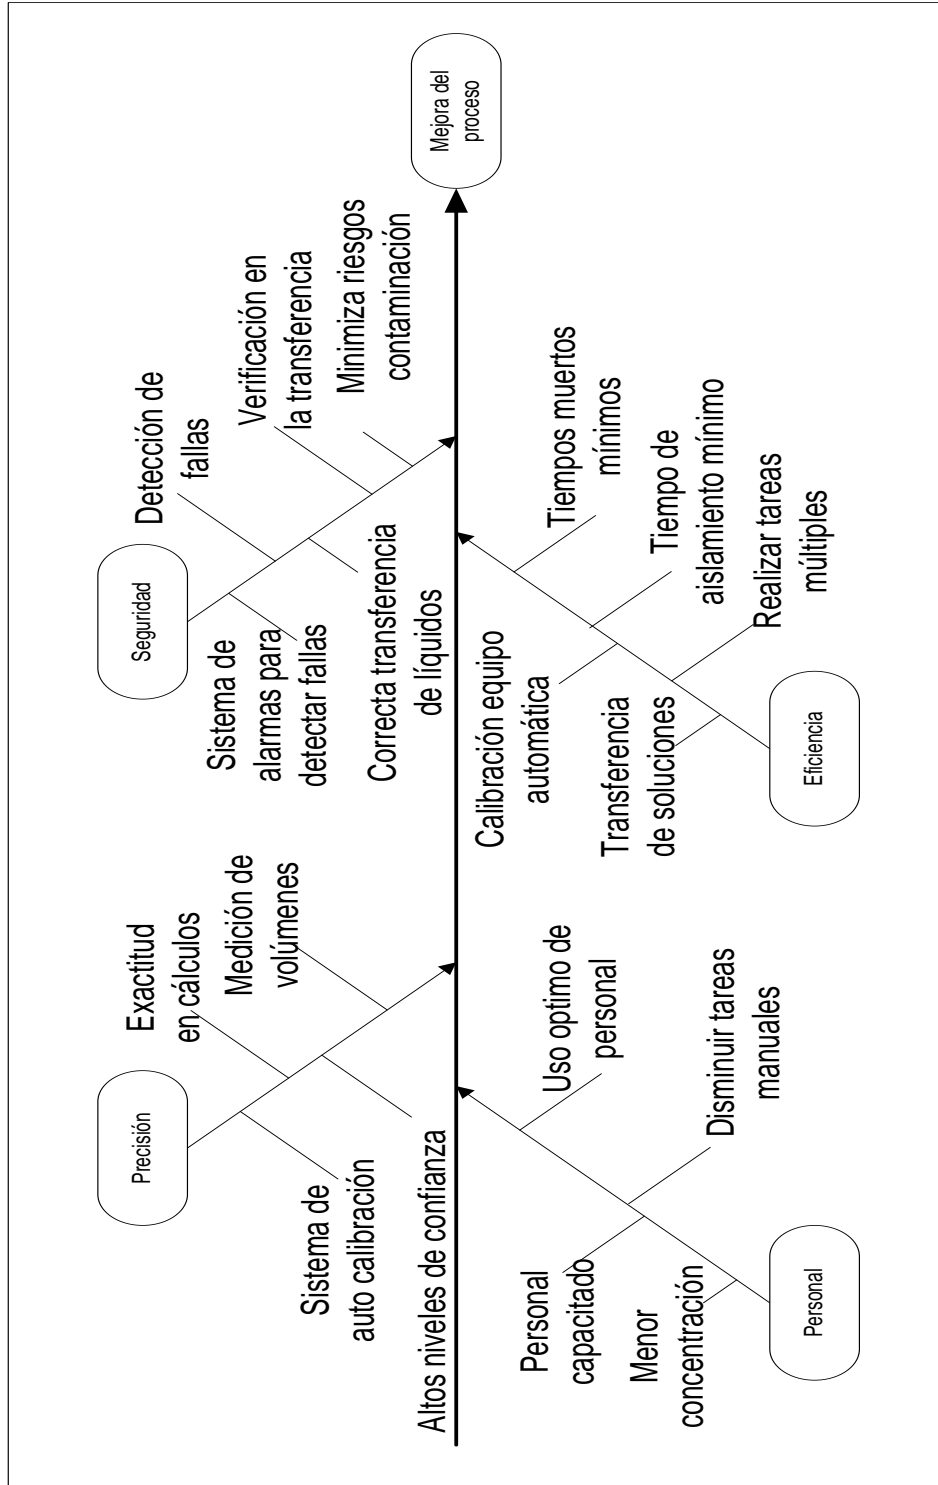 Precisión
Exactitud
en cálculos
Medición de
volúmenes
Sistema de
auto calibración
Altos niveles de confianza
Seguridad
Detección de
fallas
Verificación en
la transferencia
Minimiza riesgos
contaminación
Sistema de
alarmas para
detectar fallas
Correcta transferencia
de líquidos
Mejora del
proceso
Personal
capacitado
Menor
concentración
Uso optimo de
personal
Disminuir tareas
manuales
Personal
Calibración equipo
automática
Transferencia
de soluciones
Tiempos muertos
mínimos
Tiempo de
aislamiento mínimo
Realizar tareas
múltiples
Eficiencia